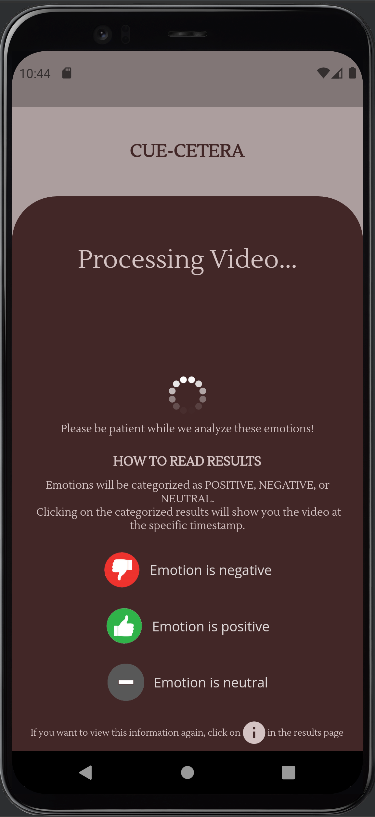 10:44
CUE-CETERA
Processing Video...
Please be patient while we analyze these emotions!
HOW TO READ RESULTS
Emotions will be categorized as POSITIVE, NEGATIVE, or
NEUTRAL.
Clicking on the categorized results will show you the video at
the specific timestamp.
Emotion is negative
Emotion is positive
Emotion is neutral
If you want to view this information again, click on i in the results page